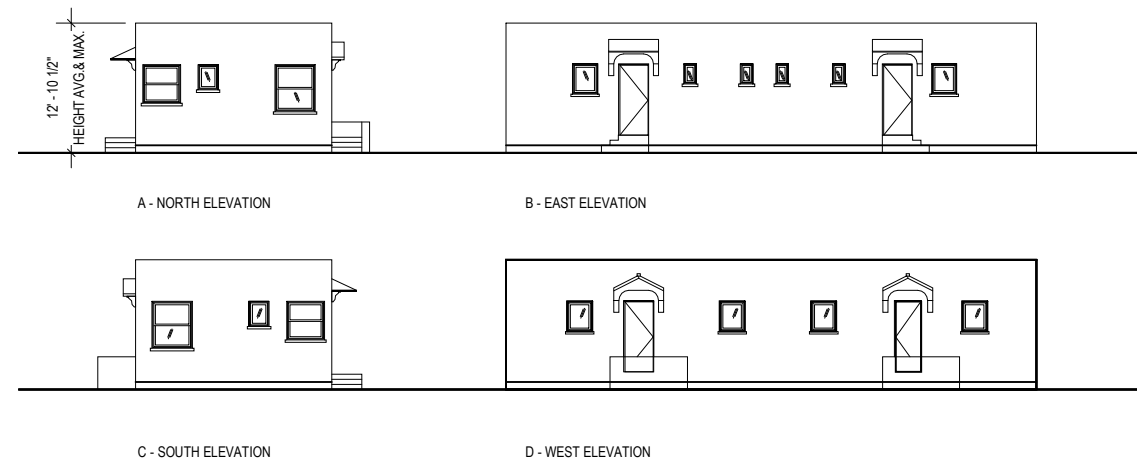 12' - 10 1/2"
HEIGHT AVG.& MAX.
A - NORTH ELEVATION
B - EAST ELEVATION
C - SOUTH ELEVATION
D - WEST ELEVATION